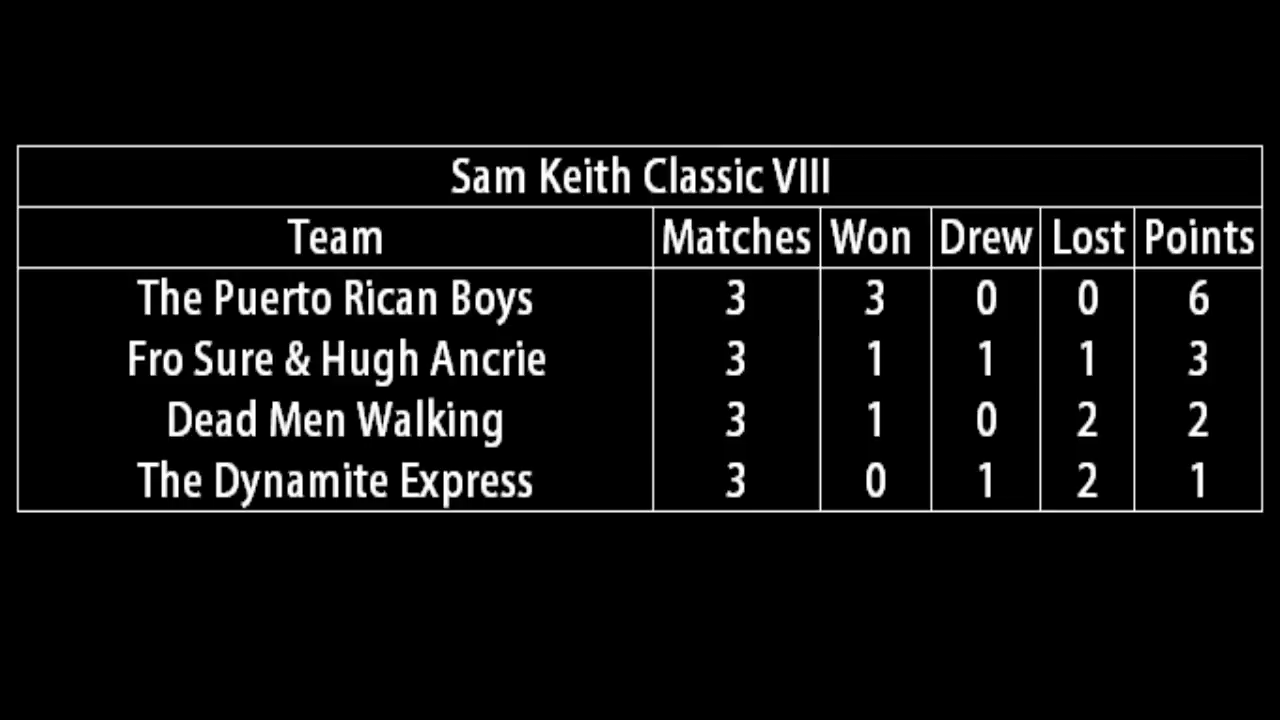 Sam Keith Classic VIII
Team Matches Won Drew Lost Points
The Puerto Rican Boys 3 3 0 0 6
Fro Sure & Hugh Ancrie 3 1 1 1 3
Dead Men Walking 3 1 0 2 2
The Dynamite Express 3 0 1 2 1